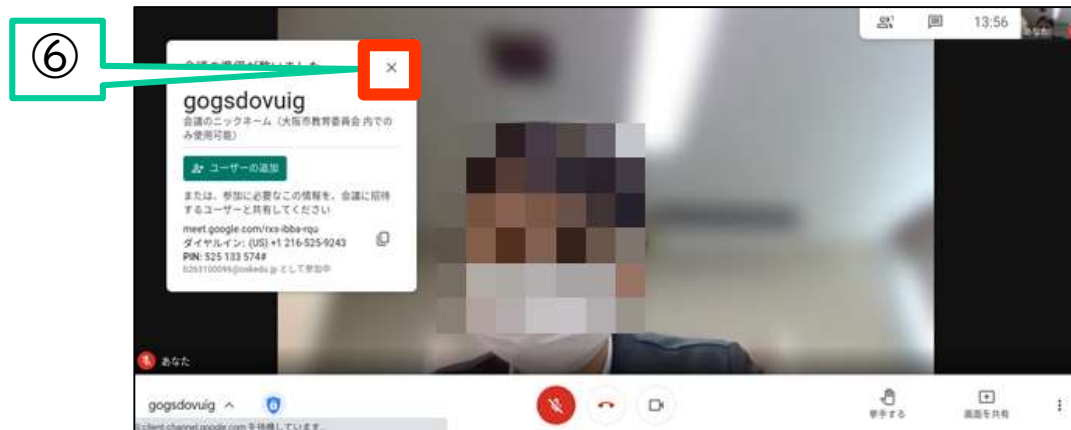 ⑥
会議の準備が整いました
13:56
あなた
gogsdovuig
会議のニックネーム（大阪市教育委員会 内での
み使用可能）
ユーザーの追加
または、参加に必要なこの情報を、会議に招待
するユーザーと共有してください
meet.google.com/rxs-ibba-rqu
ダイヤルイン: (US) +1 216-525-9243
PIN: 525 133 574#
として参加中
あなた
gogsdovuig
挙手する
画面を共有
client-channel.google.com を待機しています...